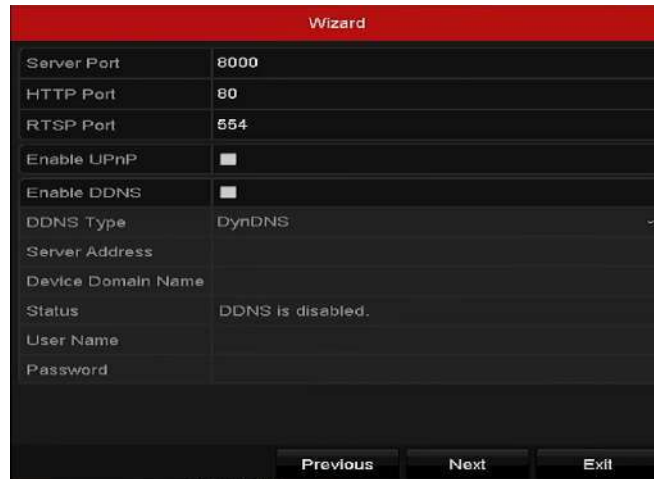 Wizard
Server Port 8000
HTTP Port 80
RTSP Port 554
Enable UPnP
Enable DDNS
DDNS Type DynDNS
Server Address
Device Domain Name
Status DDNS is disabled.
User Name
Password
Previous Next Exit